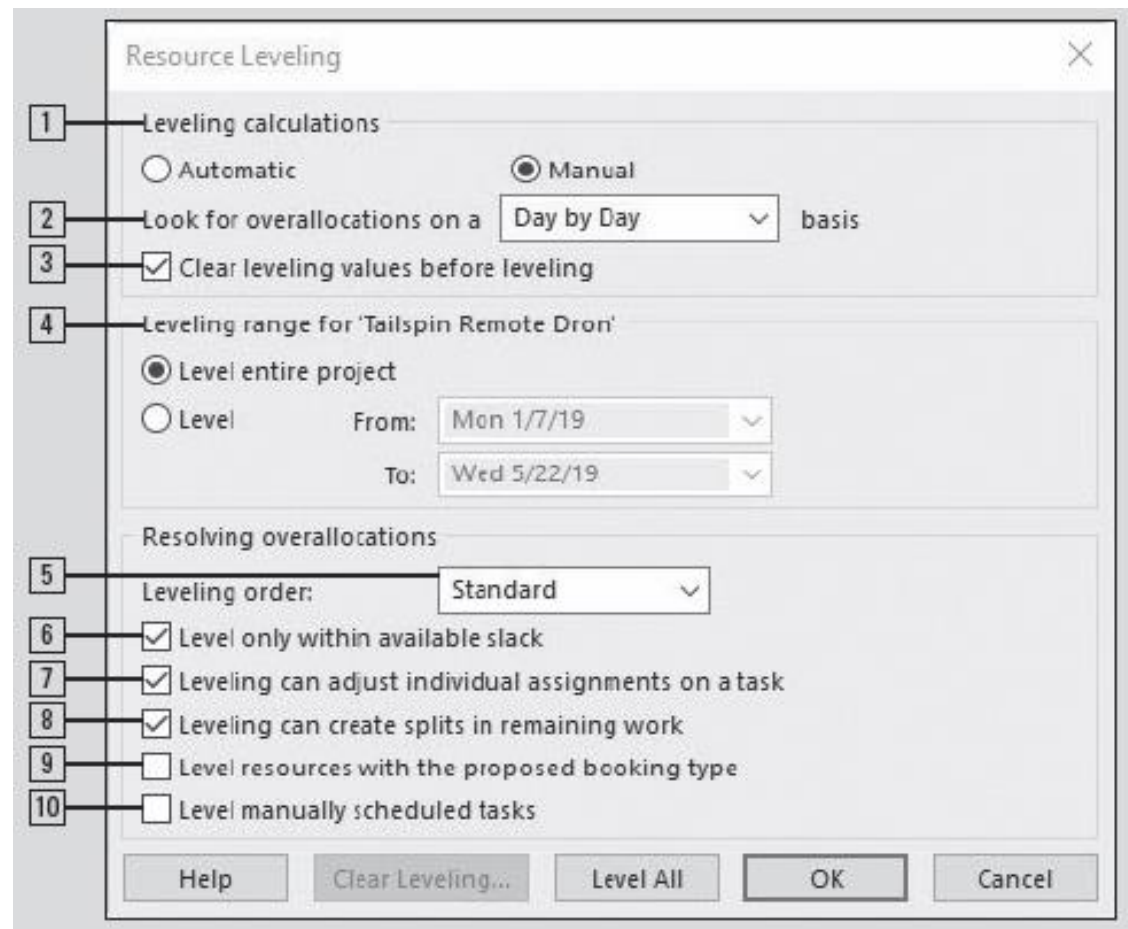 Resource Leveling
1 Leveling calculations
Automatic Manual
2 Look for overallocations on a Day by Day basis
3 Clear leveling values before leveling
4 Leveling range for 'Tailspin Remote Dron'
Level entire project
Level From: Mon 1/7/19
To: Wed 5/22/19
Resolving overallocations
5 Leveling order: Standard
6 Level only within available slack
7 Leveling can adjust individual assignments on a task
8 Leveling can create splits in remaining work
9 Level resources with the proposed booking type
10 Level manually scheduled tasks
Help Clear Leveling... Level All OK Cancel